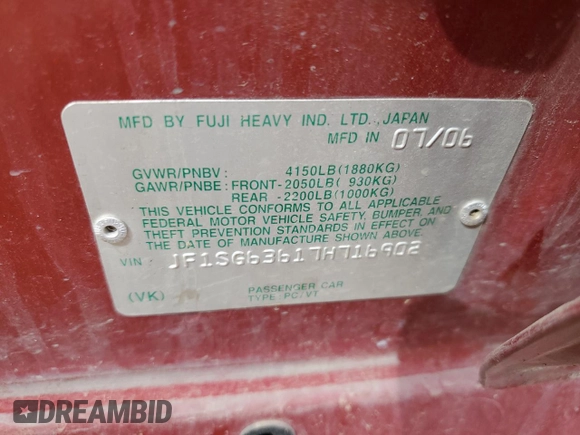 MFD BY FUJI HEAVY IND. LTD., JAPAN
MFD IN 07/06
GVWR/PNBV : 4150LB(1880KG)
GAWR/PNBE : FRONT-2050LB( 930KG)
REAR -2200LB(1000KG)
THIS VEHICLE CONFORMS TO ALL APPLICABLE
FEDERAL MOTOR VEHICLE SAFETY, BUMPER, AND
THEFT PREVENTION STANDARDS IN EFFECT ON
THE DATE OF MANUFACTURE SHOWN ABOVE.
VIN : JF1SG63617H716902
(VK) PASSENGER CAR
TYPE:PC/VT
DREAMBID